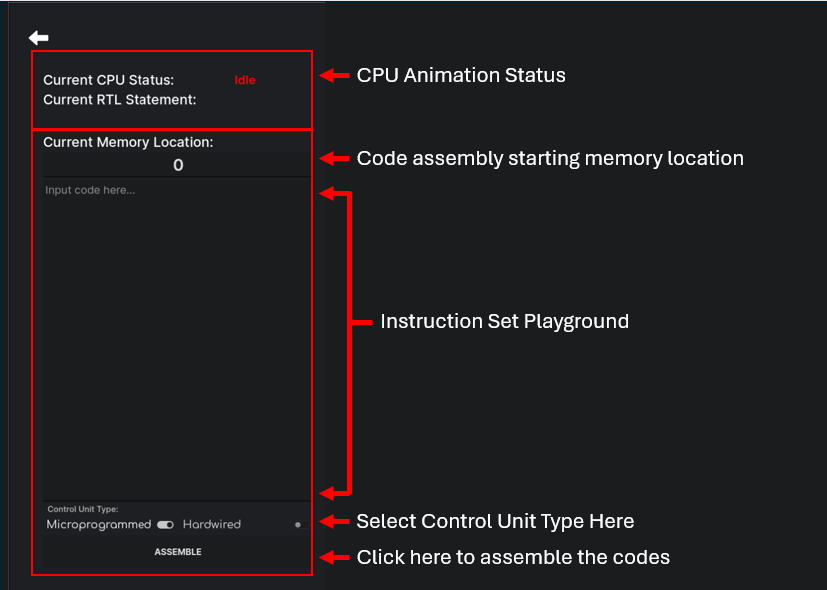 Current CPU Status: Idle
CPU Animation Status
Current RTL Statement:
Current Memory Location:
0
Code assembly starting memory location
Input code here...
Instruction Set Playground
Control Unit Type:
Microprogrammed Hardwired
Select Control Unit Type Here
ASSEMBLE
Click here to assemble the codes